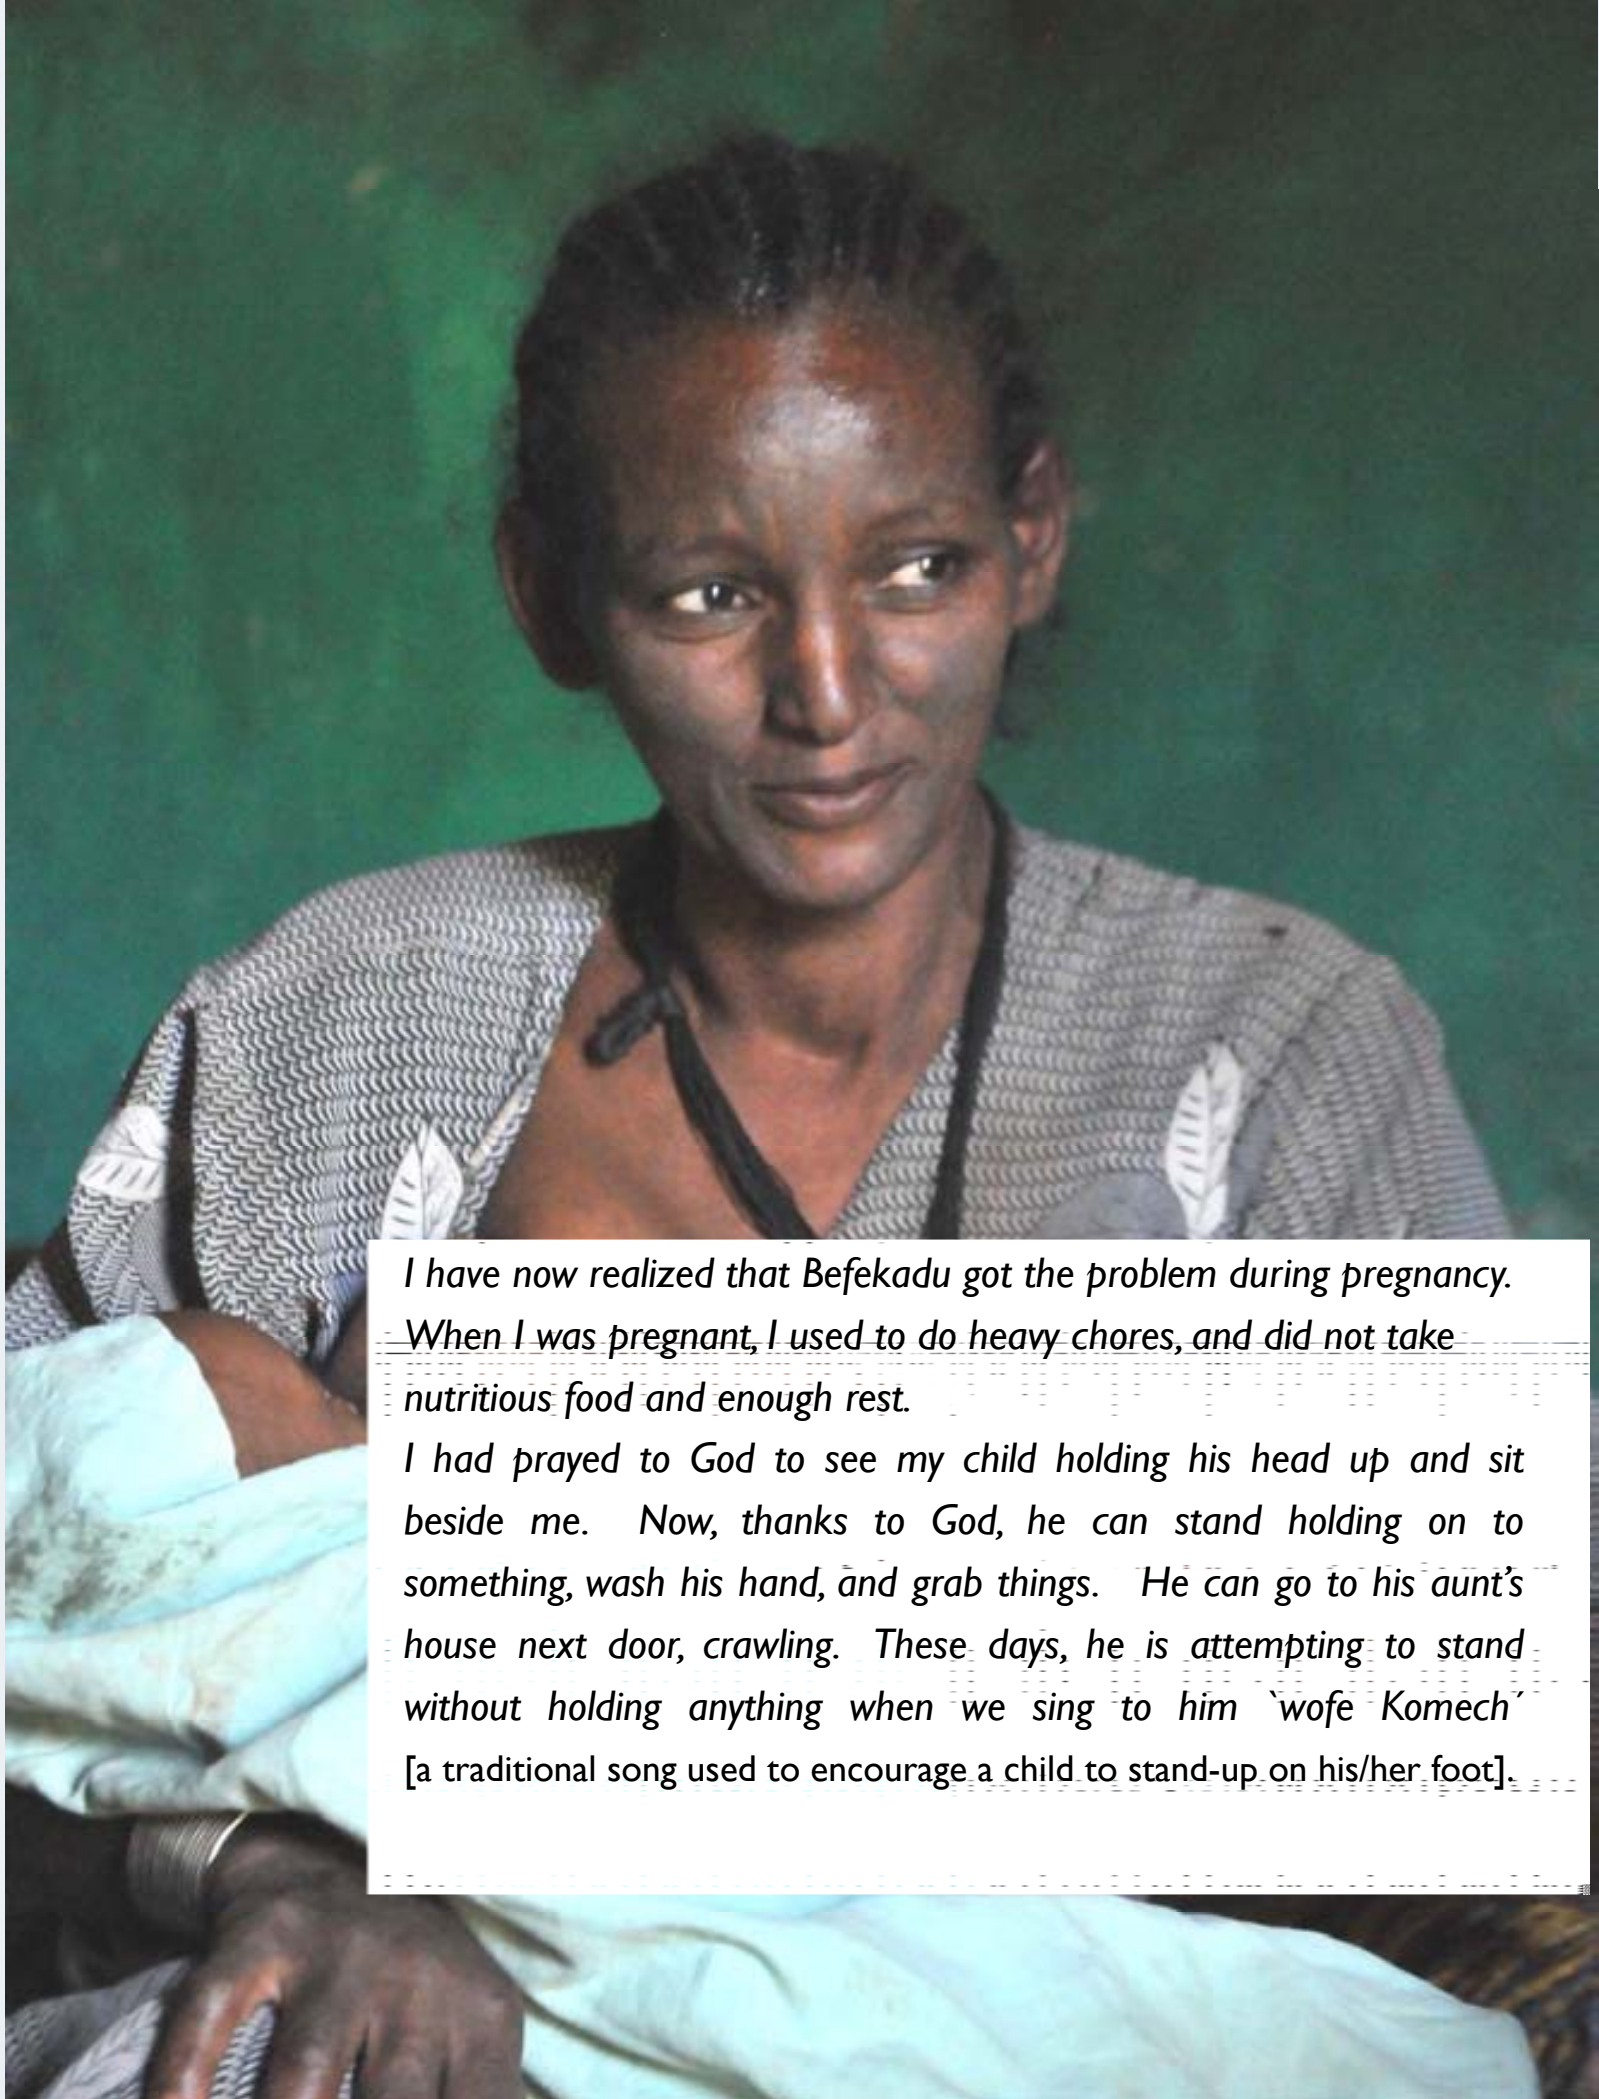 I have now realized that Befekadu got the problem during pregnancy.
When I was pregnant, I used to do heavy chores, and did not take
nutritious food and enough rest.
I had prayed to God to see my child holding his head up and sit
beside me. Now, thanks to God, he can stand holding on to
something, wash his hand, and grab things. He can go to his aunt’s
house next door, crawling. These days, he is attempting to stand
without holding anything when we sing to him `wofe Komech´
[a traditional song used to encourage a child to stand-up on his/her foot].